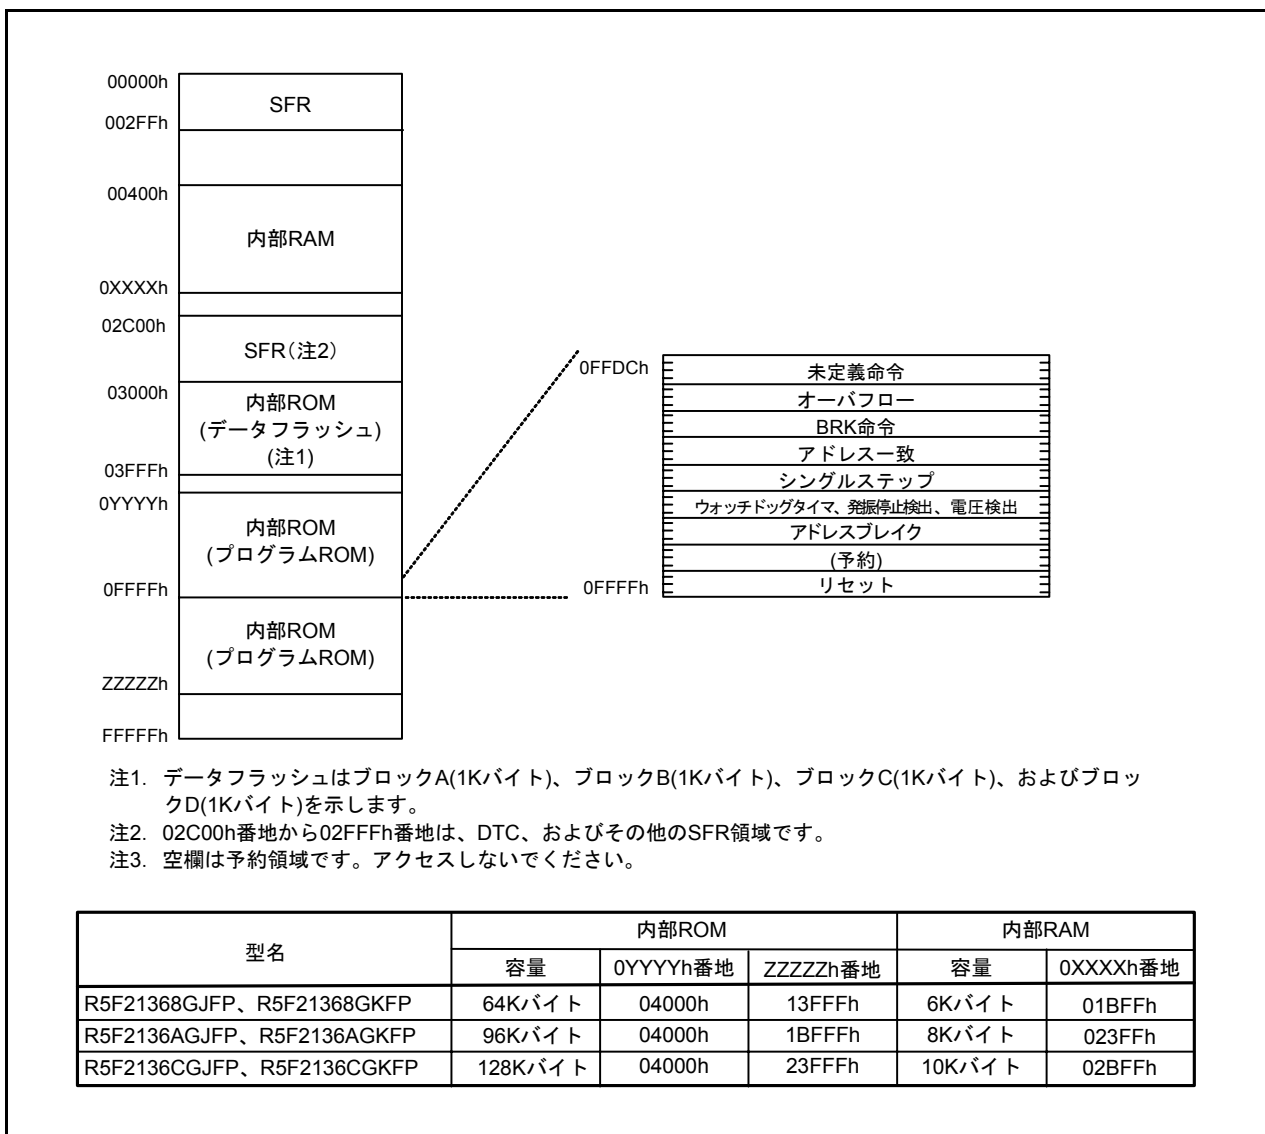 00000h
SFR
002FFh
00400h
内部RAM
0XXXXh
02C00h
SFR(注2)
03000h
内部ROM
(データフラッシュ)
(注1)
03FFFh
0YYYYh
内部ROM
(プログラムROM)
0FFFFh
内部ROM
(プログラムROM)
ZZZZZh
FFFFFh
0FFDCh
未定義命令
オーバフロー
BRK命令
アドレス一致
シングルステップ
ウォッチドッグタイマ、発振停止検出、電圧検出
アドレスブレイク
(予約)
0FFFFh
リセット
注1. データフラッシュはブロックA(1Kバイト)、ブロックB(1Kバイト)、ブロックC(1Kバイト)、およびブロッ
クD(1Kバイト)を示します。
注2. 02C00h番地から02FFFh番地は、DTC、およびその他のSFR領域です。
注3. 空欄は予約領域です。アクセスしないでください。
型名 内部ROM 内部RAM
容量 0YYYYh番地 ZZZZZh番地 容量 0XXXXh番地
R5F21368GJFP、R5F21368GKFP 64Kバイト 04000h 13FFFh 6Kバイト 01BFFh
R5F2136AGJFP、R5F2136AGKFP 96Kバイト 04000h 1BFFFh 8Kバイト 023FFh
R5F2136CGJFP、R5F2136CGKFP 128Kバイト 04000h 23FFFh 10Kバイト 02BFFh